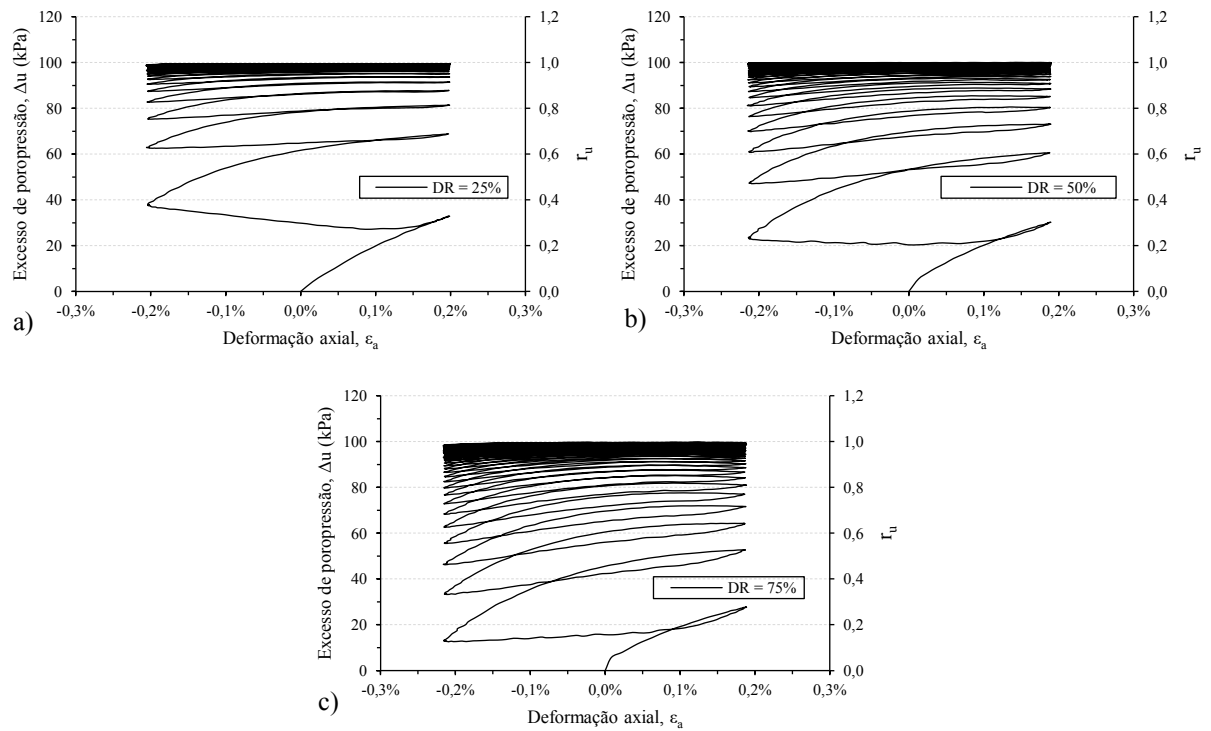 Excesso de poropressão, Δu (kPa)
120
100
80
60
40
20
0
1,2
1,0
0,8
0,6
0,4
0,2
0,0
r_u
DR = 25%
-0,3% -0,2% -0,1% 0,0% 0,1% 0,2% 0,3%
Deformação axial, ε_a
a)
Excesso de poropressão, Δu (kPa)
120
100
80
60
40
20
0
1,2
1,0
0,8
0,6
0,4
0,2
0,0
r_u
DR = 50%
-0,3% -0,2% -0,1% 0,0% 0,1% 0,2% 0,3%
Deformação axial, ε_a
b)
Excesso de poropressão, Δu (kPa)
120
100
80
60
40
20
0
1,2
1,0
0,8
0,6
0,4
0,2
0,0
r_u
DR = 75%
-0,3% -0,2% -0,1% 0,0% 0,1% 0,2% 0,3%
Deformação axial, ε_a
c)